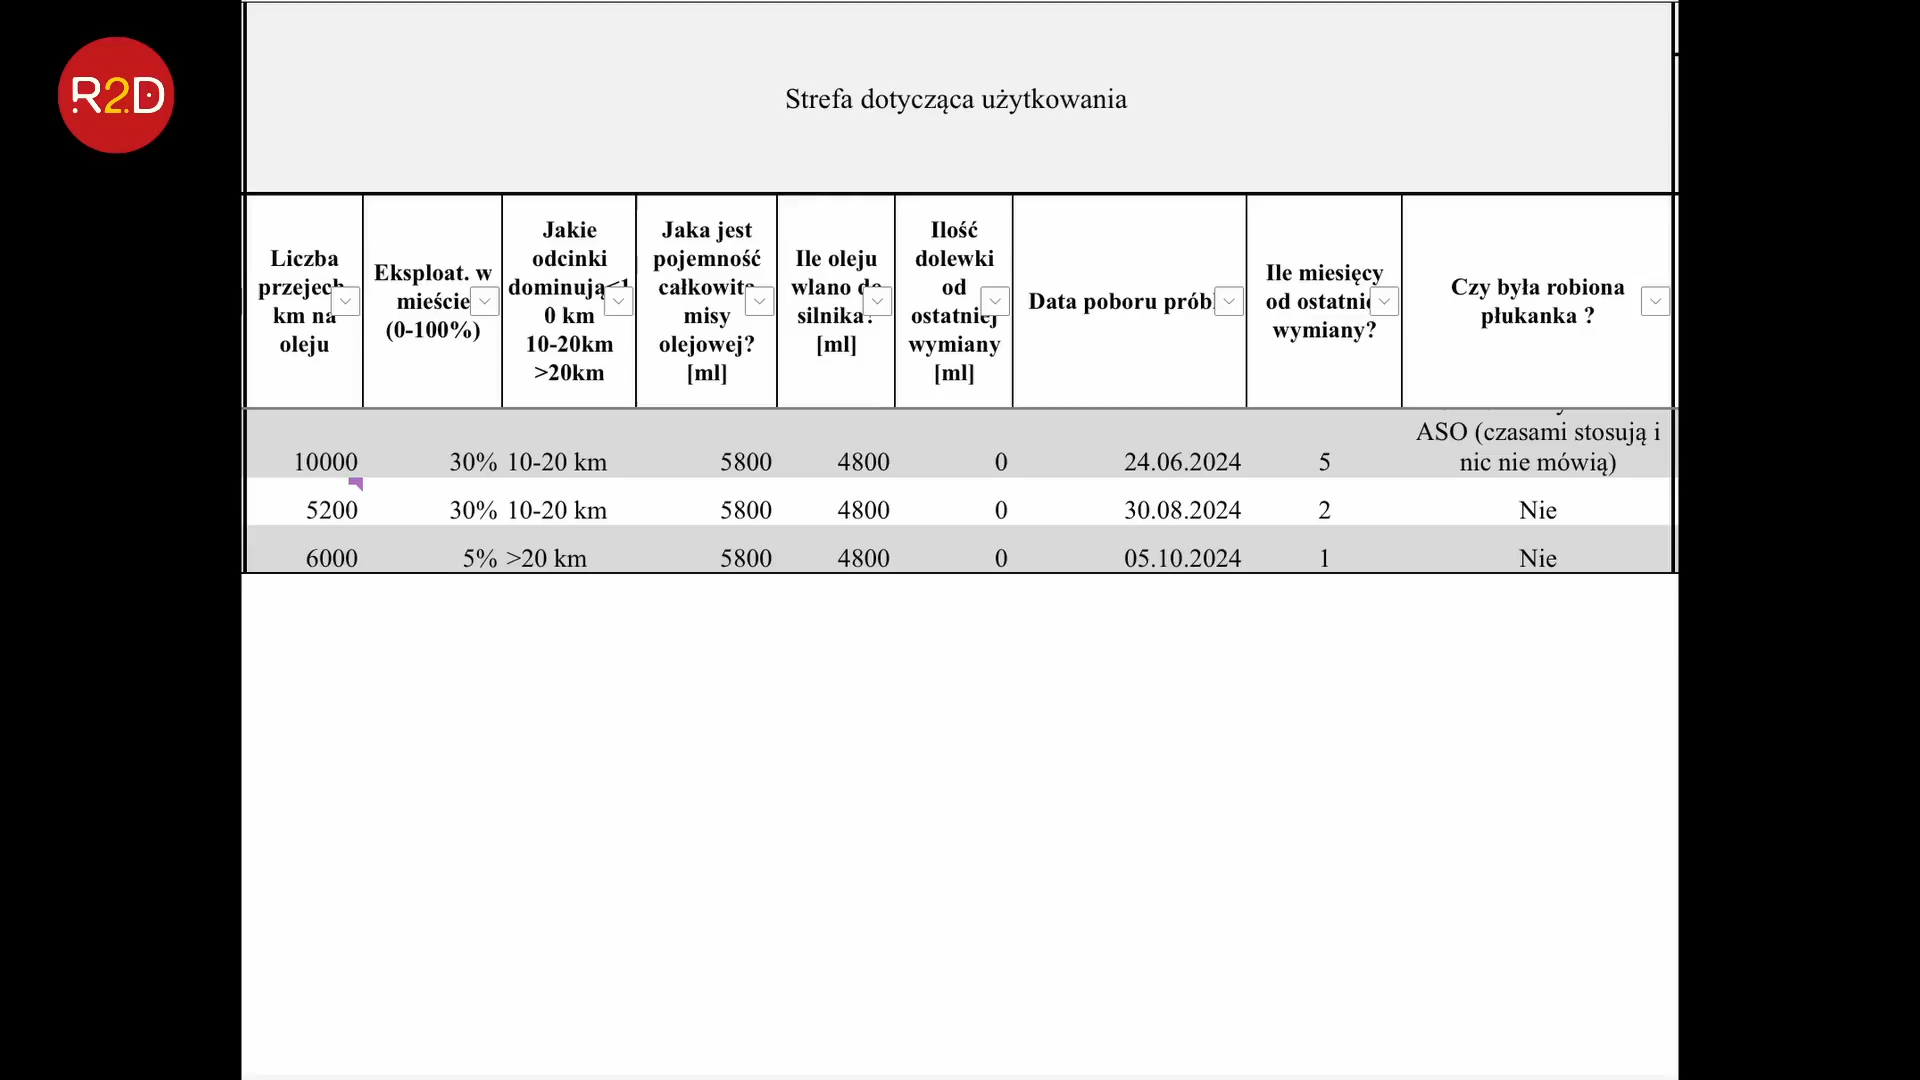 R2D
Strefa dotycząca użytkowania
Liczba
przejech
km na
oleju
Eksploat. w
mieście
(0-100%)
Jakie
odcinki
dominują<1
0 km
10-20km
>20km
Jaka jest
pojemność
całkowita
misy
olejowej?
[ml]
Ile oleju
wlano do
silnika?
[ml]
Ilość
dolewki
od
ostatniej
wymiany
[ml]
Data poboru prób
Ile miesięcy
od ostatnie
wymiany?
Czy była robiona
płukanka ?
ASO (czasami stosują i
10000 30% 10-20 km 5800 4800 0 24.06.2024 5 nic nie mówią)
5200 30% 10-20 km 5800 4800 0 30.08.2024 2 Nie
6000 5% >20 km 5800 4800 0 05.10.2024 1 Nie